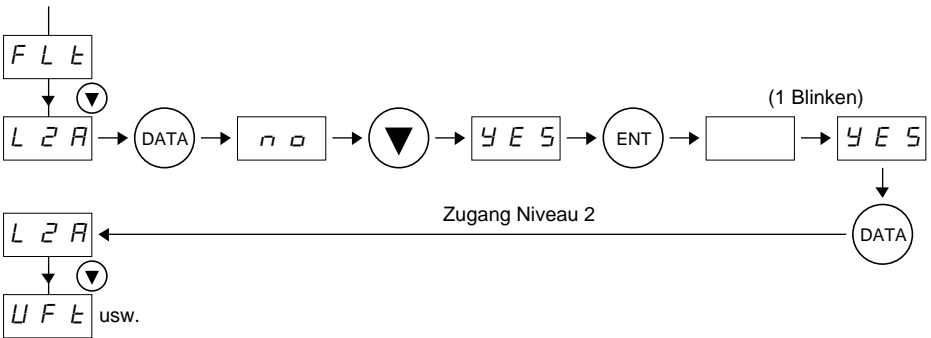 FLt
▼
L2A DATA no ▼ YES ENT (1 Blinken) YES
DATA
Zugang Niveau 2
L2A
▼
UFt usw.